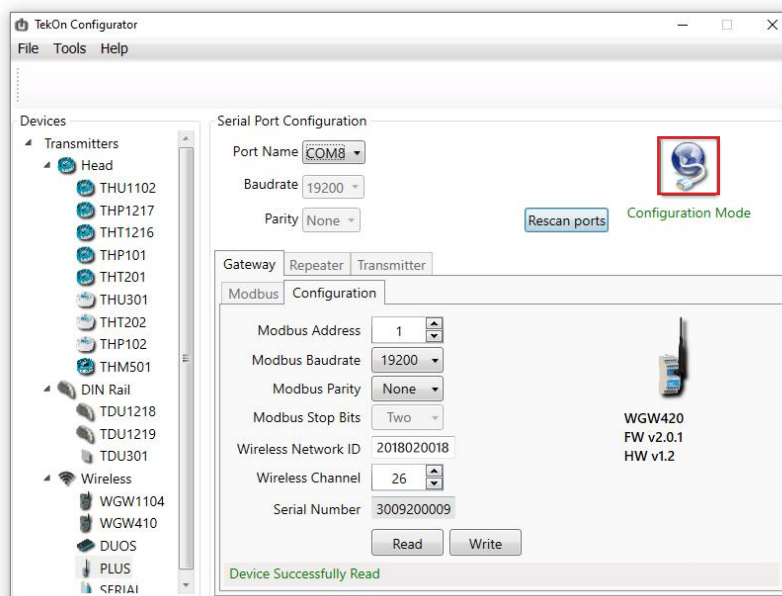 TekOn Configurator
File Tools Help
Devices
Transmitters
Head
THU1102
THP1217
THT1216
THP101
THT201
THU301
THT202
THP102
THM501
DIN Rail
TDU1218
TDU1219
TDU301
Wireless
WGW1104
WGW410
DUOS
PLUS
SERIAL
Serial Port Configuration
Port Name COM8
Baudrate 19200
Parity None
Rescan ports
Configuration Mode
Gateway Repeater Transmitter
Modbus Configuration
Modbus Address 1
Modbus Baudrate 19200
Modbus Parity None
Modbus Stop Bits Two
Wireless Network ID 2018020018
Wireless Channel 26
Serial Number 3009200009
Read Write
WGW420
FW v2.0.1
HW v1.2
Device Successfully Read